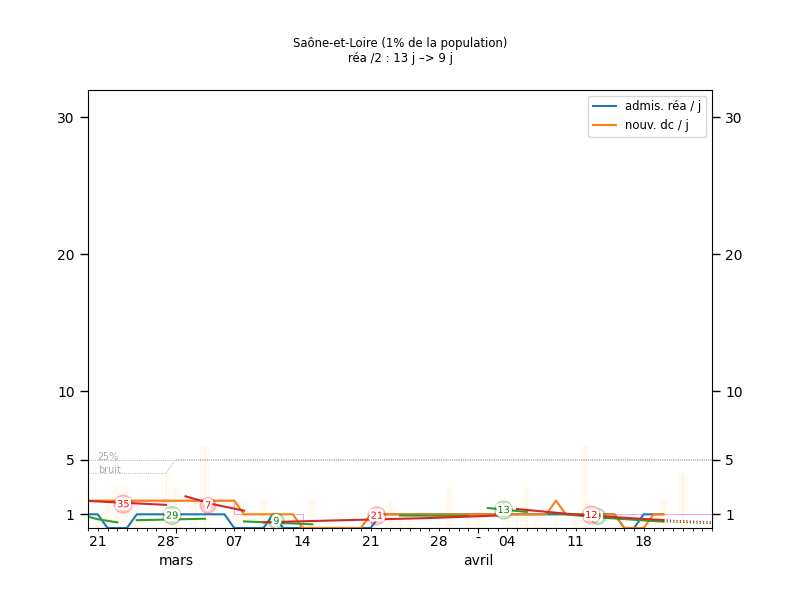 Saône-et-Loire (1% de la population)
réa /2 : 13 j –> 9 j
admis. réa / j
nouv. dc / j
30 30
20 20
10 10
5 5
1 1
25%
bruit
35 29 7 9 21 13 12
21 28 07 14 21 28 - 04 11 18
mars avril